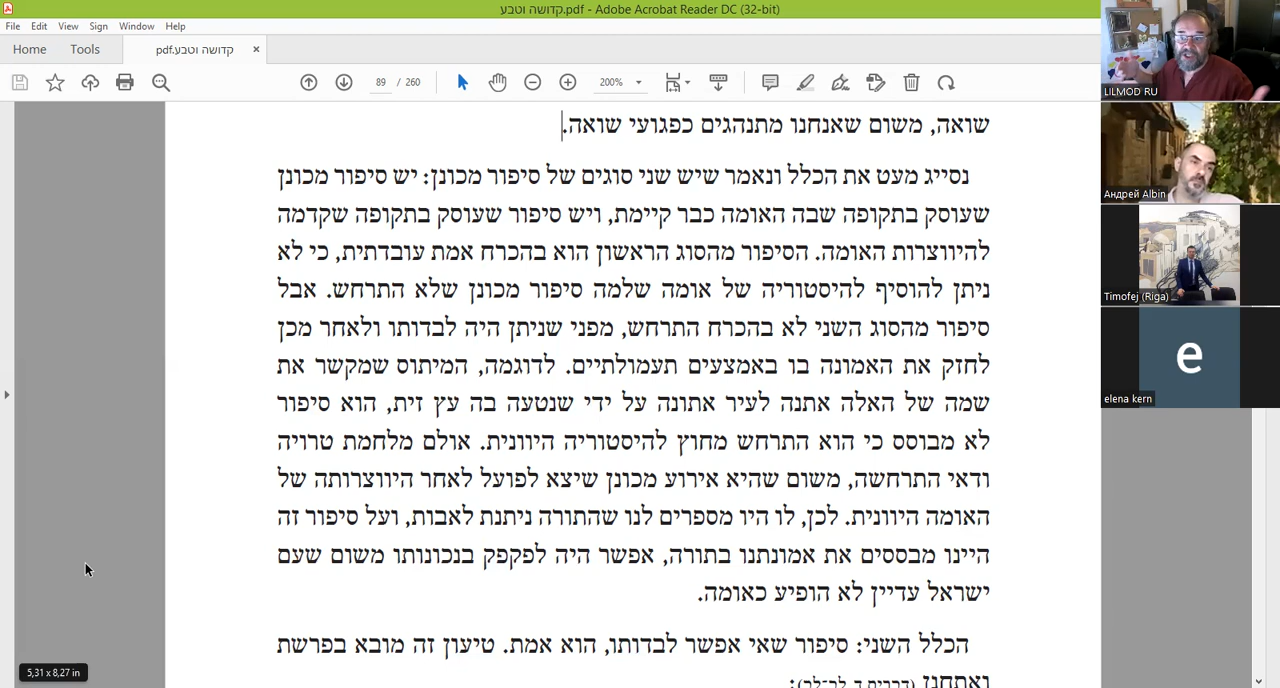 קדושה וטבע.pdf - Adobe Acrobat Reader DC (32-bit)
File Edit View Sign Window Help
Home Tools קדושה וטבע.pdf ×
89 / 260 200%
שואה, משום שאנחנו מתנהגים כפגועי שואה.
נסייג מעט את הכלל ונאמר שיש שני סוגים של סיפור מכונן: יש סיפור מכונן
שעוסק בתקופה שבה האומה כבר קיימת, ויש סיפור שעוסק בתקופה שקדמה
להיווצרות האומה. הסיפור מהסוג הראשון הוא בהכרח אמת עובדתית, כי לא
ניתן להוסיף להיסטוריה של אומה שלמה סיפור מכונן שלא התרחש. אבל
סיפור מהסוג השני לא בהכרח התרחש, מפני שניתן היה לבדותו ולאחר מכן
לחזק את האמונה בו באמצעים תעמולתיים. לדוגמה, המיתוס שמקשר את
שמה של האלה אתנה לעיר אתונה על ידי שנטעה בה עץ זית, הוא סיפור
לא מבוסס כי הוא התרחש מחוץ להיסטוריה היוונית. אולם מלחמת טרויה
ודאי התרחשה, משום שהיא אירוע מכונן שיצא לפועל לאחר היווצרותה של
האומה היוונית. לכן, לו היו מספרים לנו שהתורה ניתנת לאבות, ועל סיפור זה
היינו מבססים את אמונתנו בתורה, אפשר היה לפקפק בנכונותו משום שעם
ישראל עדיין לא הופיע כאומה.
הכלל השני: סיפור שאי אפשר לבדותו, הוא אמת. טיעון זה מובא בפרשת
ואתחנן (דברים ד, לב־לב):
5,31 x 8,27 in
LILMOD RU
Андрей Albin
Timofej (Riga)
e
elena kern